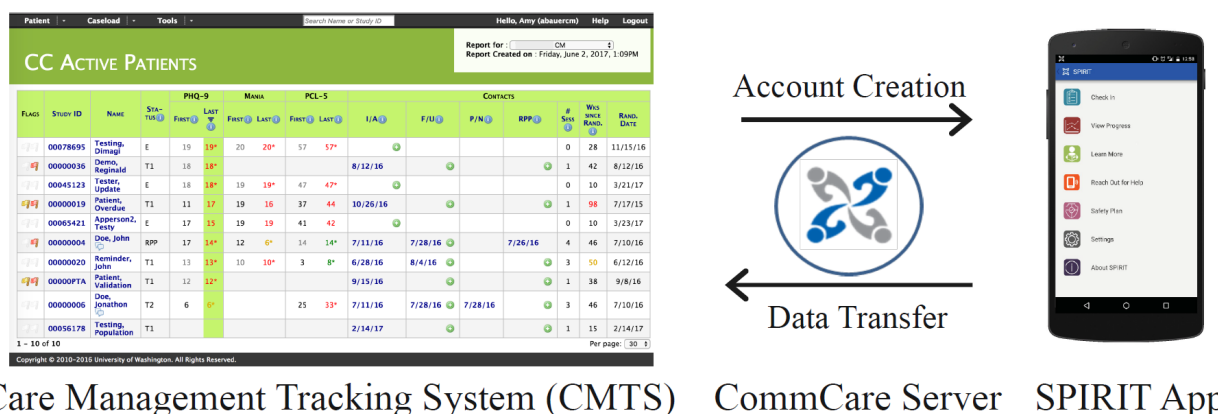 Patient | - Caseload | - Tools | - Search Name or Study ID Hello, Amy (abauercm) Help Logout
Report for : CM
Report Created on : Friday, June 2, 2017, 1:09PM
CC ACTIVE PATIENTS
PHQ-9 MANIA PCL-5 CONTACTS
FLAGS STUDY ID NAME STA-TUS FIRST LAST FIRST LAST FIRST LAST I/A F/U P/N RPP # SESS WKS SINCE RAND. RAND. DATE
00078695 Testing, Dimagi E 19 19* 20 20* 57 57* 0 28 11/15/16
00000036 Demo, Reginald T1 18 18* 8/12/16 1 42 8/12/16
00045123 Tester, Update E 18 18* 19 19* 47 47* 0 10 3/21/17
00000019 Patient, Overdue T1 11 17 19 16 37 44 10/26/16 1 98 7/17/15
00065421 Apperson2, Testy E 17 15 19 19 41 42 0 10 3/23/17
00000004 Doe, John RPP 17 14* 12 6* 14 14* 7/11/16 7/28/16 7/26/16 4 46 7/10/16
00000020 Reminder, John T1 13 13* 10 10* 3 8* 6/28/16 8/4/16 3 50 6/12/16
00000PTA Patient, Validation T1 12 12* 9/15/16 1 38 9/8/16
00000006 Doe, Jonathon T2 6 6* 25 33* 7/11/16 7/28/16 7/28/16 3 46 7/10/16
00056178 Testing, Population T1 2/14/17 1 15 2/14/17
1 - 10 of 10 Per page: 30
Copyright © 2010-2016 University of Washington. All Rights Reserved.
Account Creation
Data Transfer
12:50
SPIRIT
Check In
View Progress
Learn More
Reach Out for Help
Safety Plan
Settings
About SPIRIT
Care Management Tracking System (CMTS) CommCare Server SPIRIT App